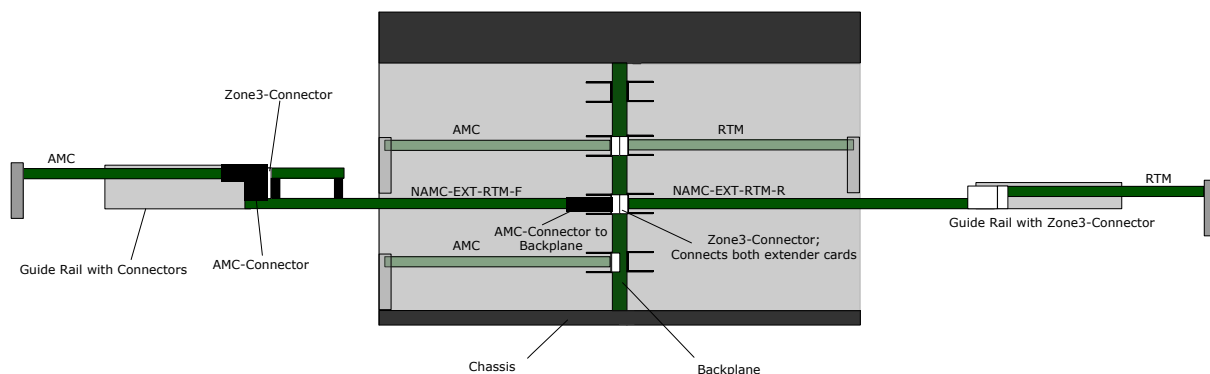 Zone3-Connector
AMC
RTM
AMC
RTM
NAMC-EXT-RTM-F
NAMC-EXT-RTM-R
Guide Rail with Zone3-Connector
AMC-Connector to
Backplane
Zone3-Connector;
Connects both extender cards
AMC
Guide Rail with Connectors
AMC-Connector
Chassis
Backplane